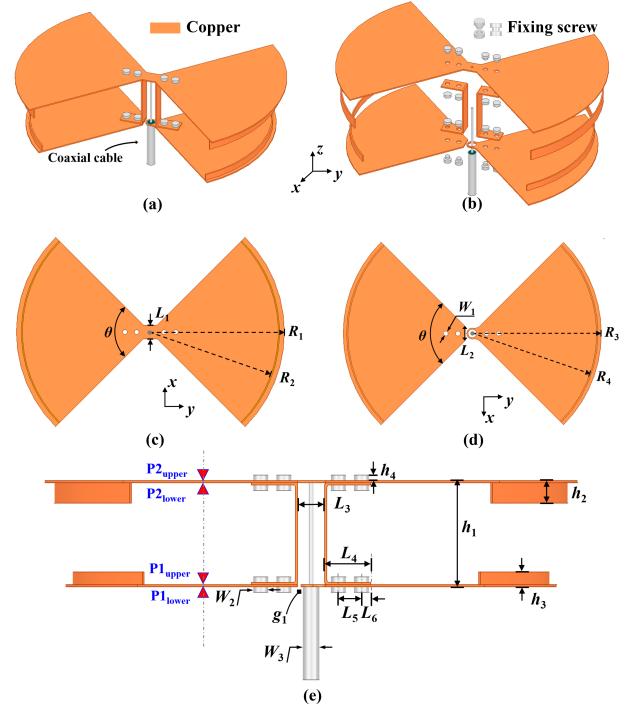 Copper
Fixing screw
Coaxial cable
z
y
x
(a)
(b)
L1
θ
R1
R2
x
y
W1
θ
L2
R3
R4
y
x
(c)
(d)
P2upper
P2lower
h4
h2
L3
h1
L4
P1upper
P1lower
W2
g1
L5
L6
h3
W3
(e)